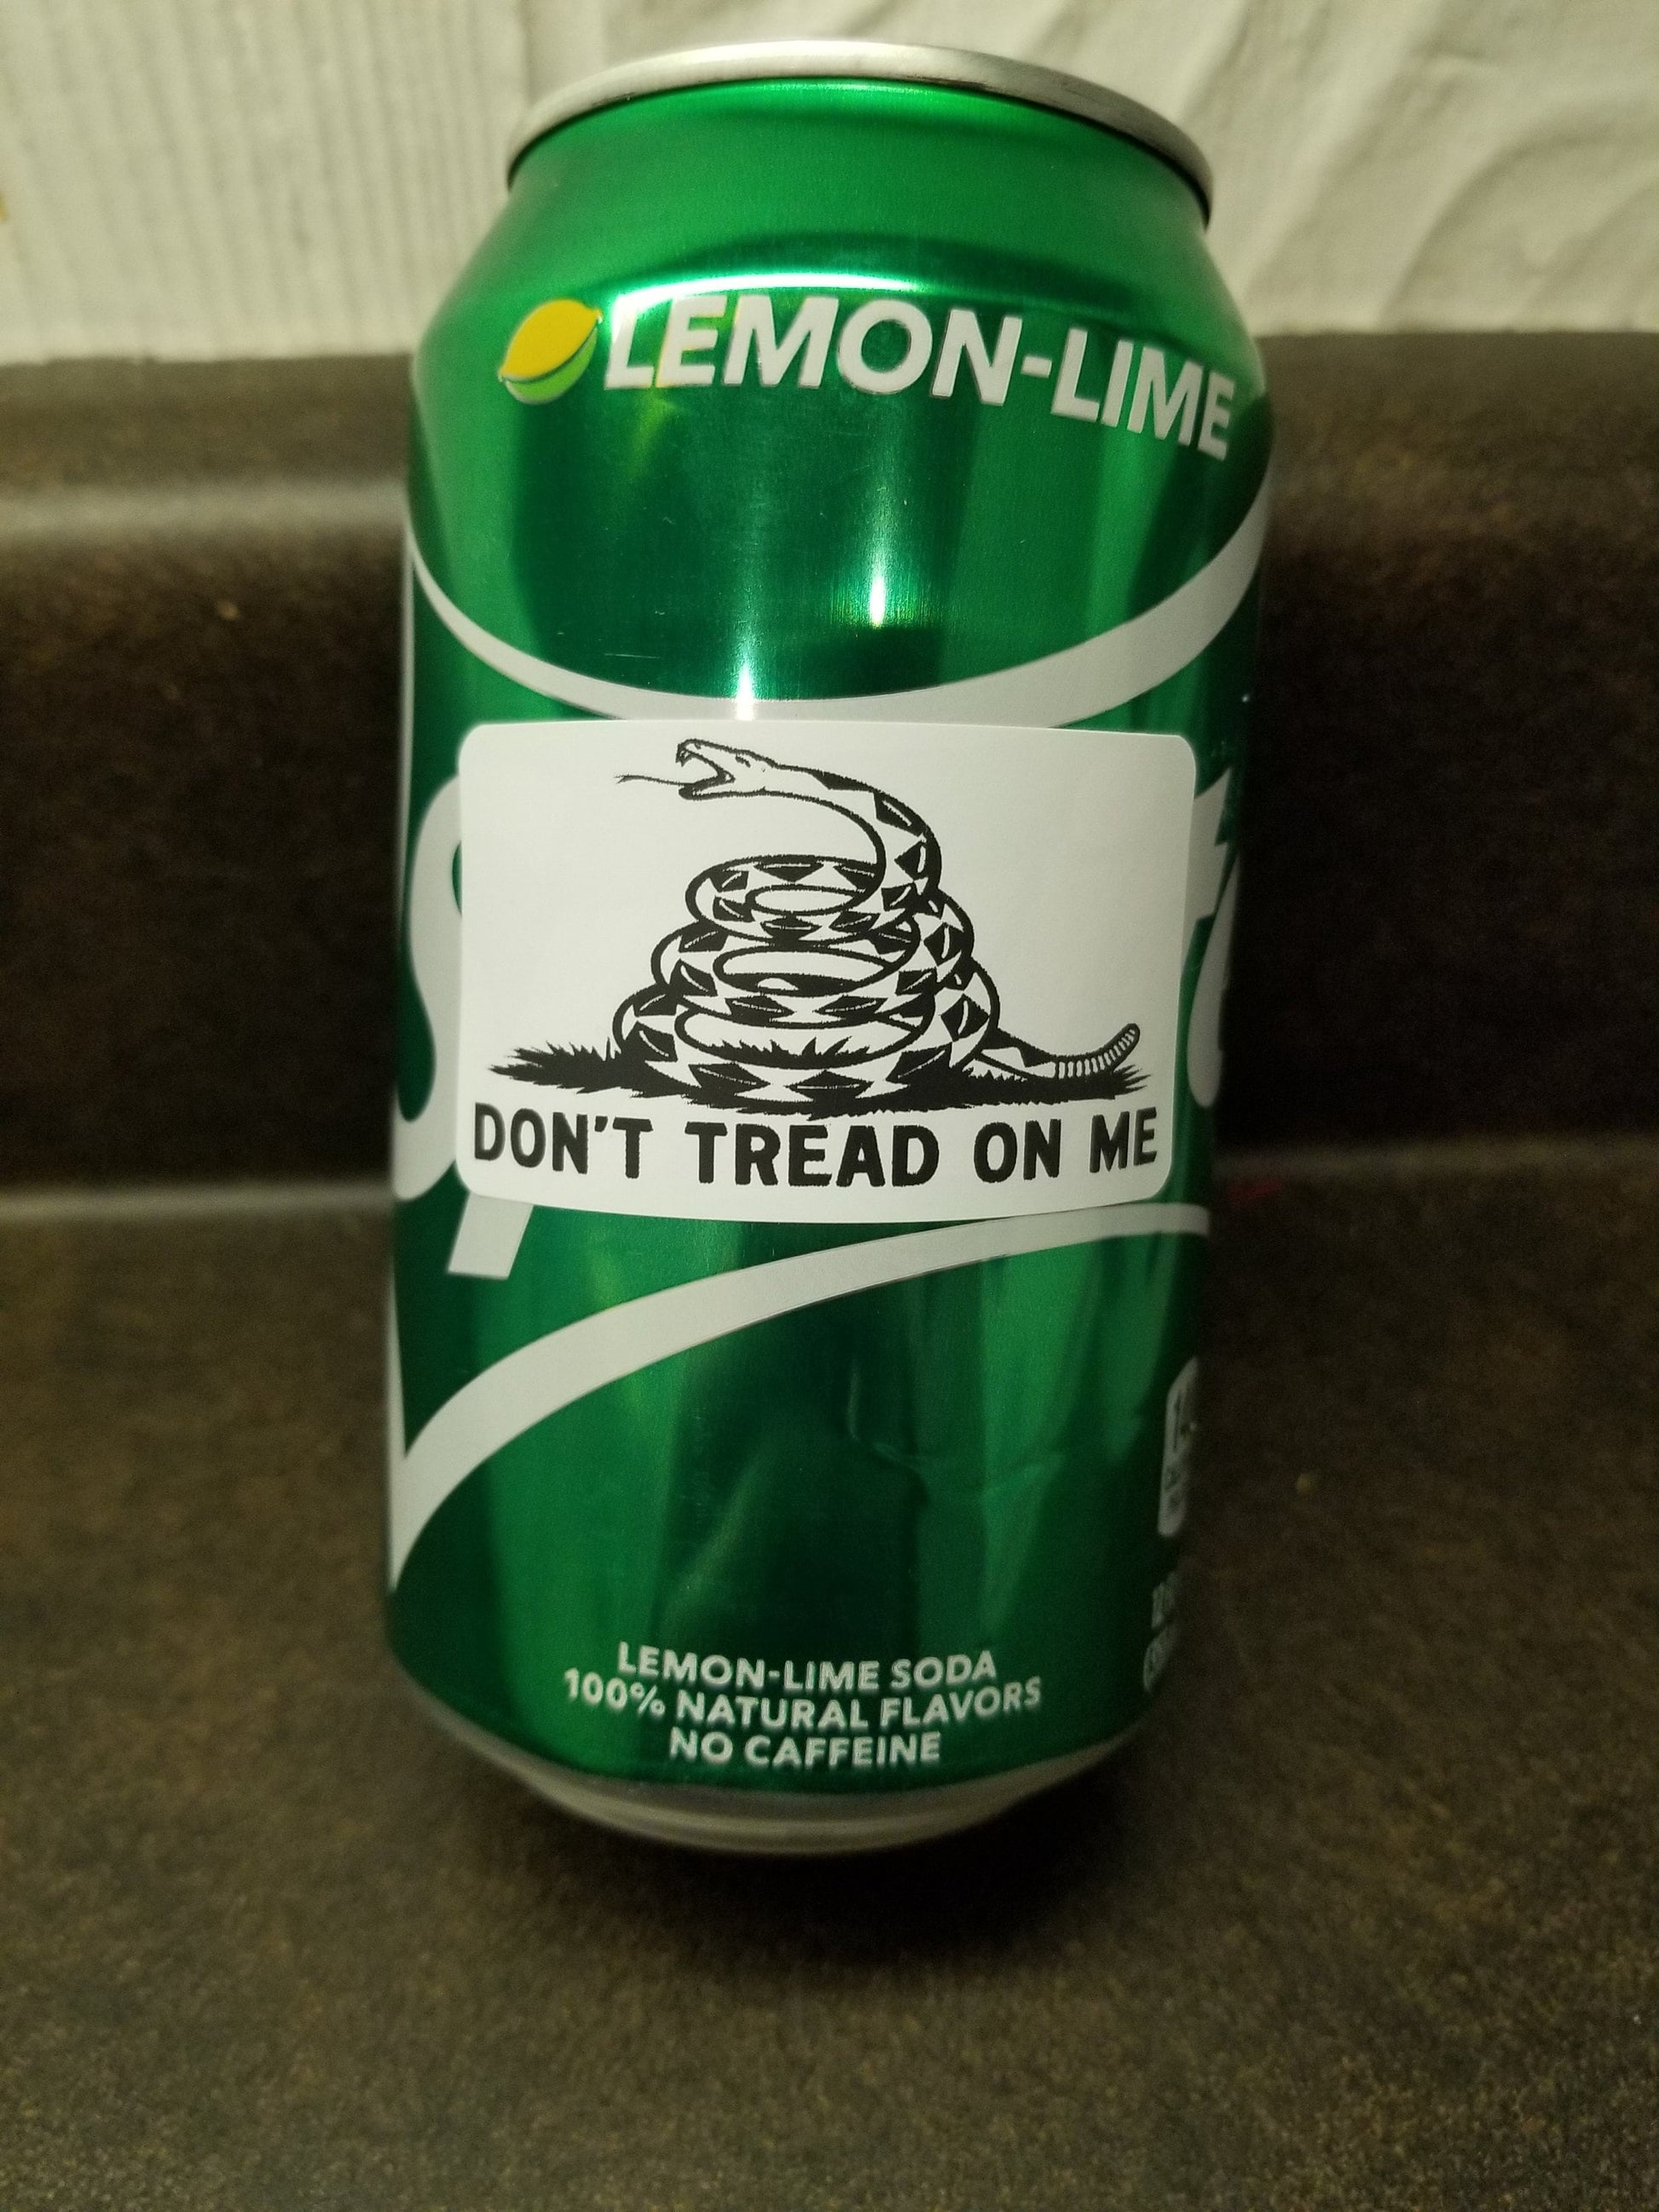 LEMON-LIME
DON'T TREAD ON ME
LEMON-LIME SODA
100% NATURAL FLAVORS
NO CAFFEINE